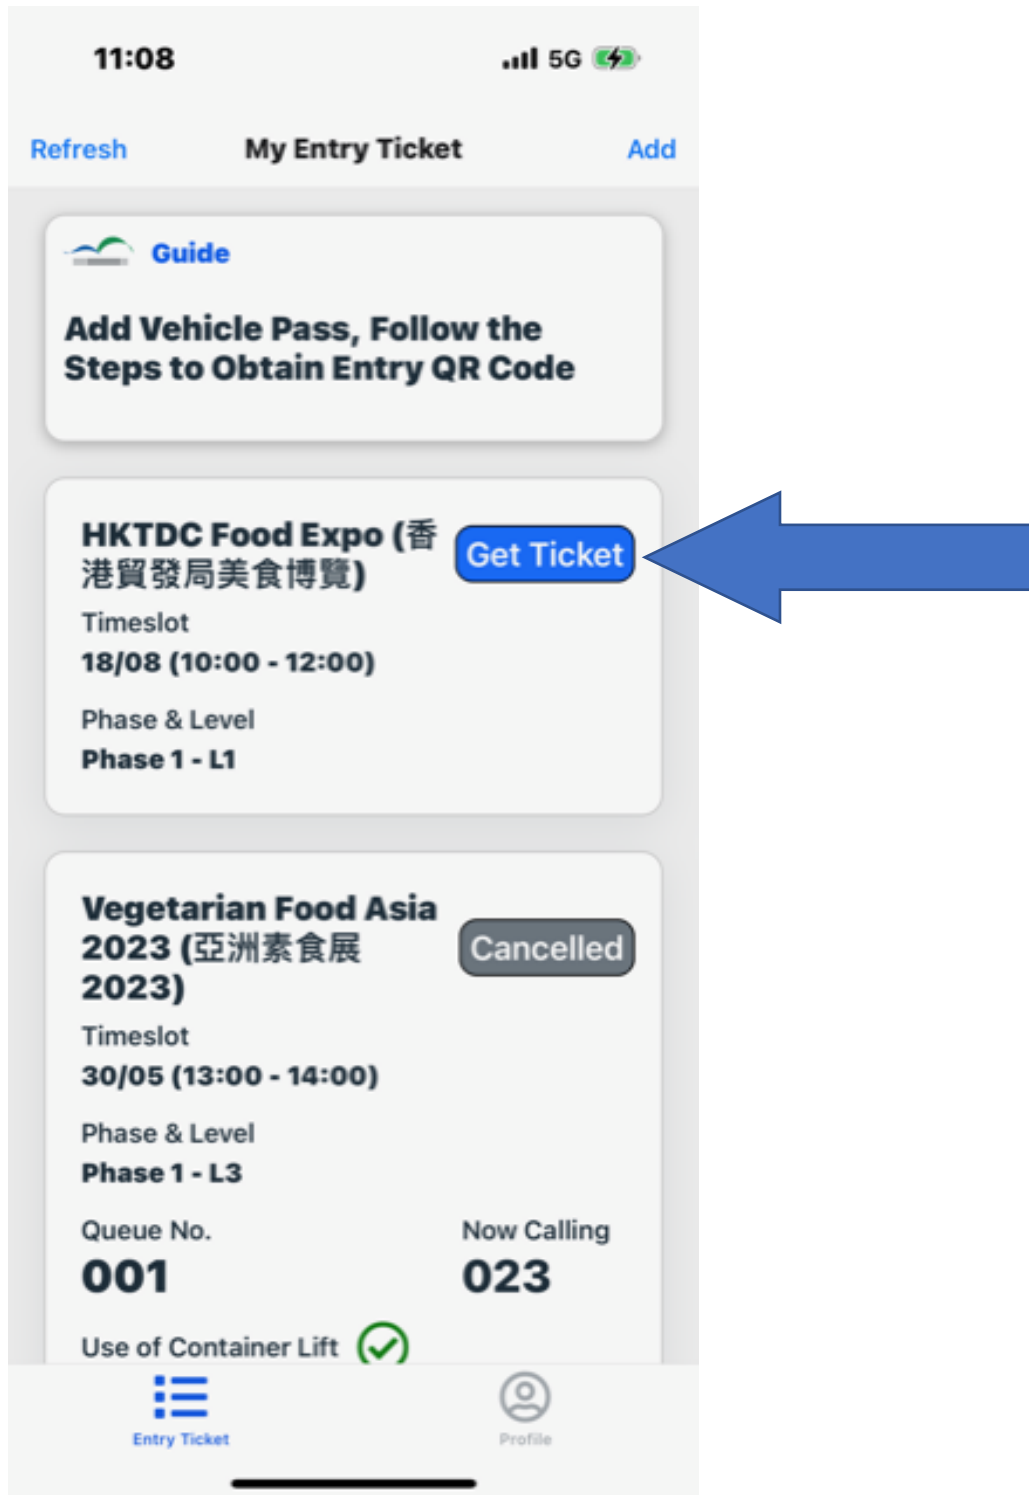 11:08 5G
Refresh My Entry Ticket Add
Guide
Add Vehicle Pass, Follow the
Steps to Obtain Entry QR Code
HKTDC Food Expo (香
港貿發局美食博覽)
Get Ticket
Timeslot
18/08 (10:00 - 12:00)
Phase & Level
Phase 1 - L1
Vegetarian Food Asia
2023 (亞洲素食展
2023)
Cancelled
Timeslot
30/05 (13:00 - 14:00)
Phase & Level
Phase 1 - L3
Queue No. Now Calling
001 023
Use of Container Lift
Entry Ticket Profile